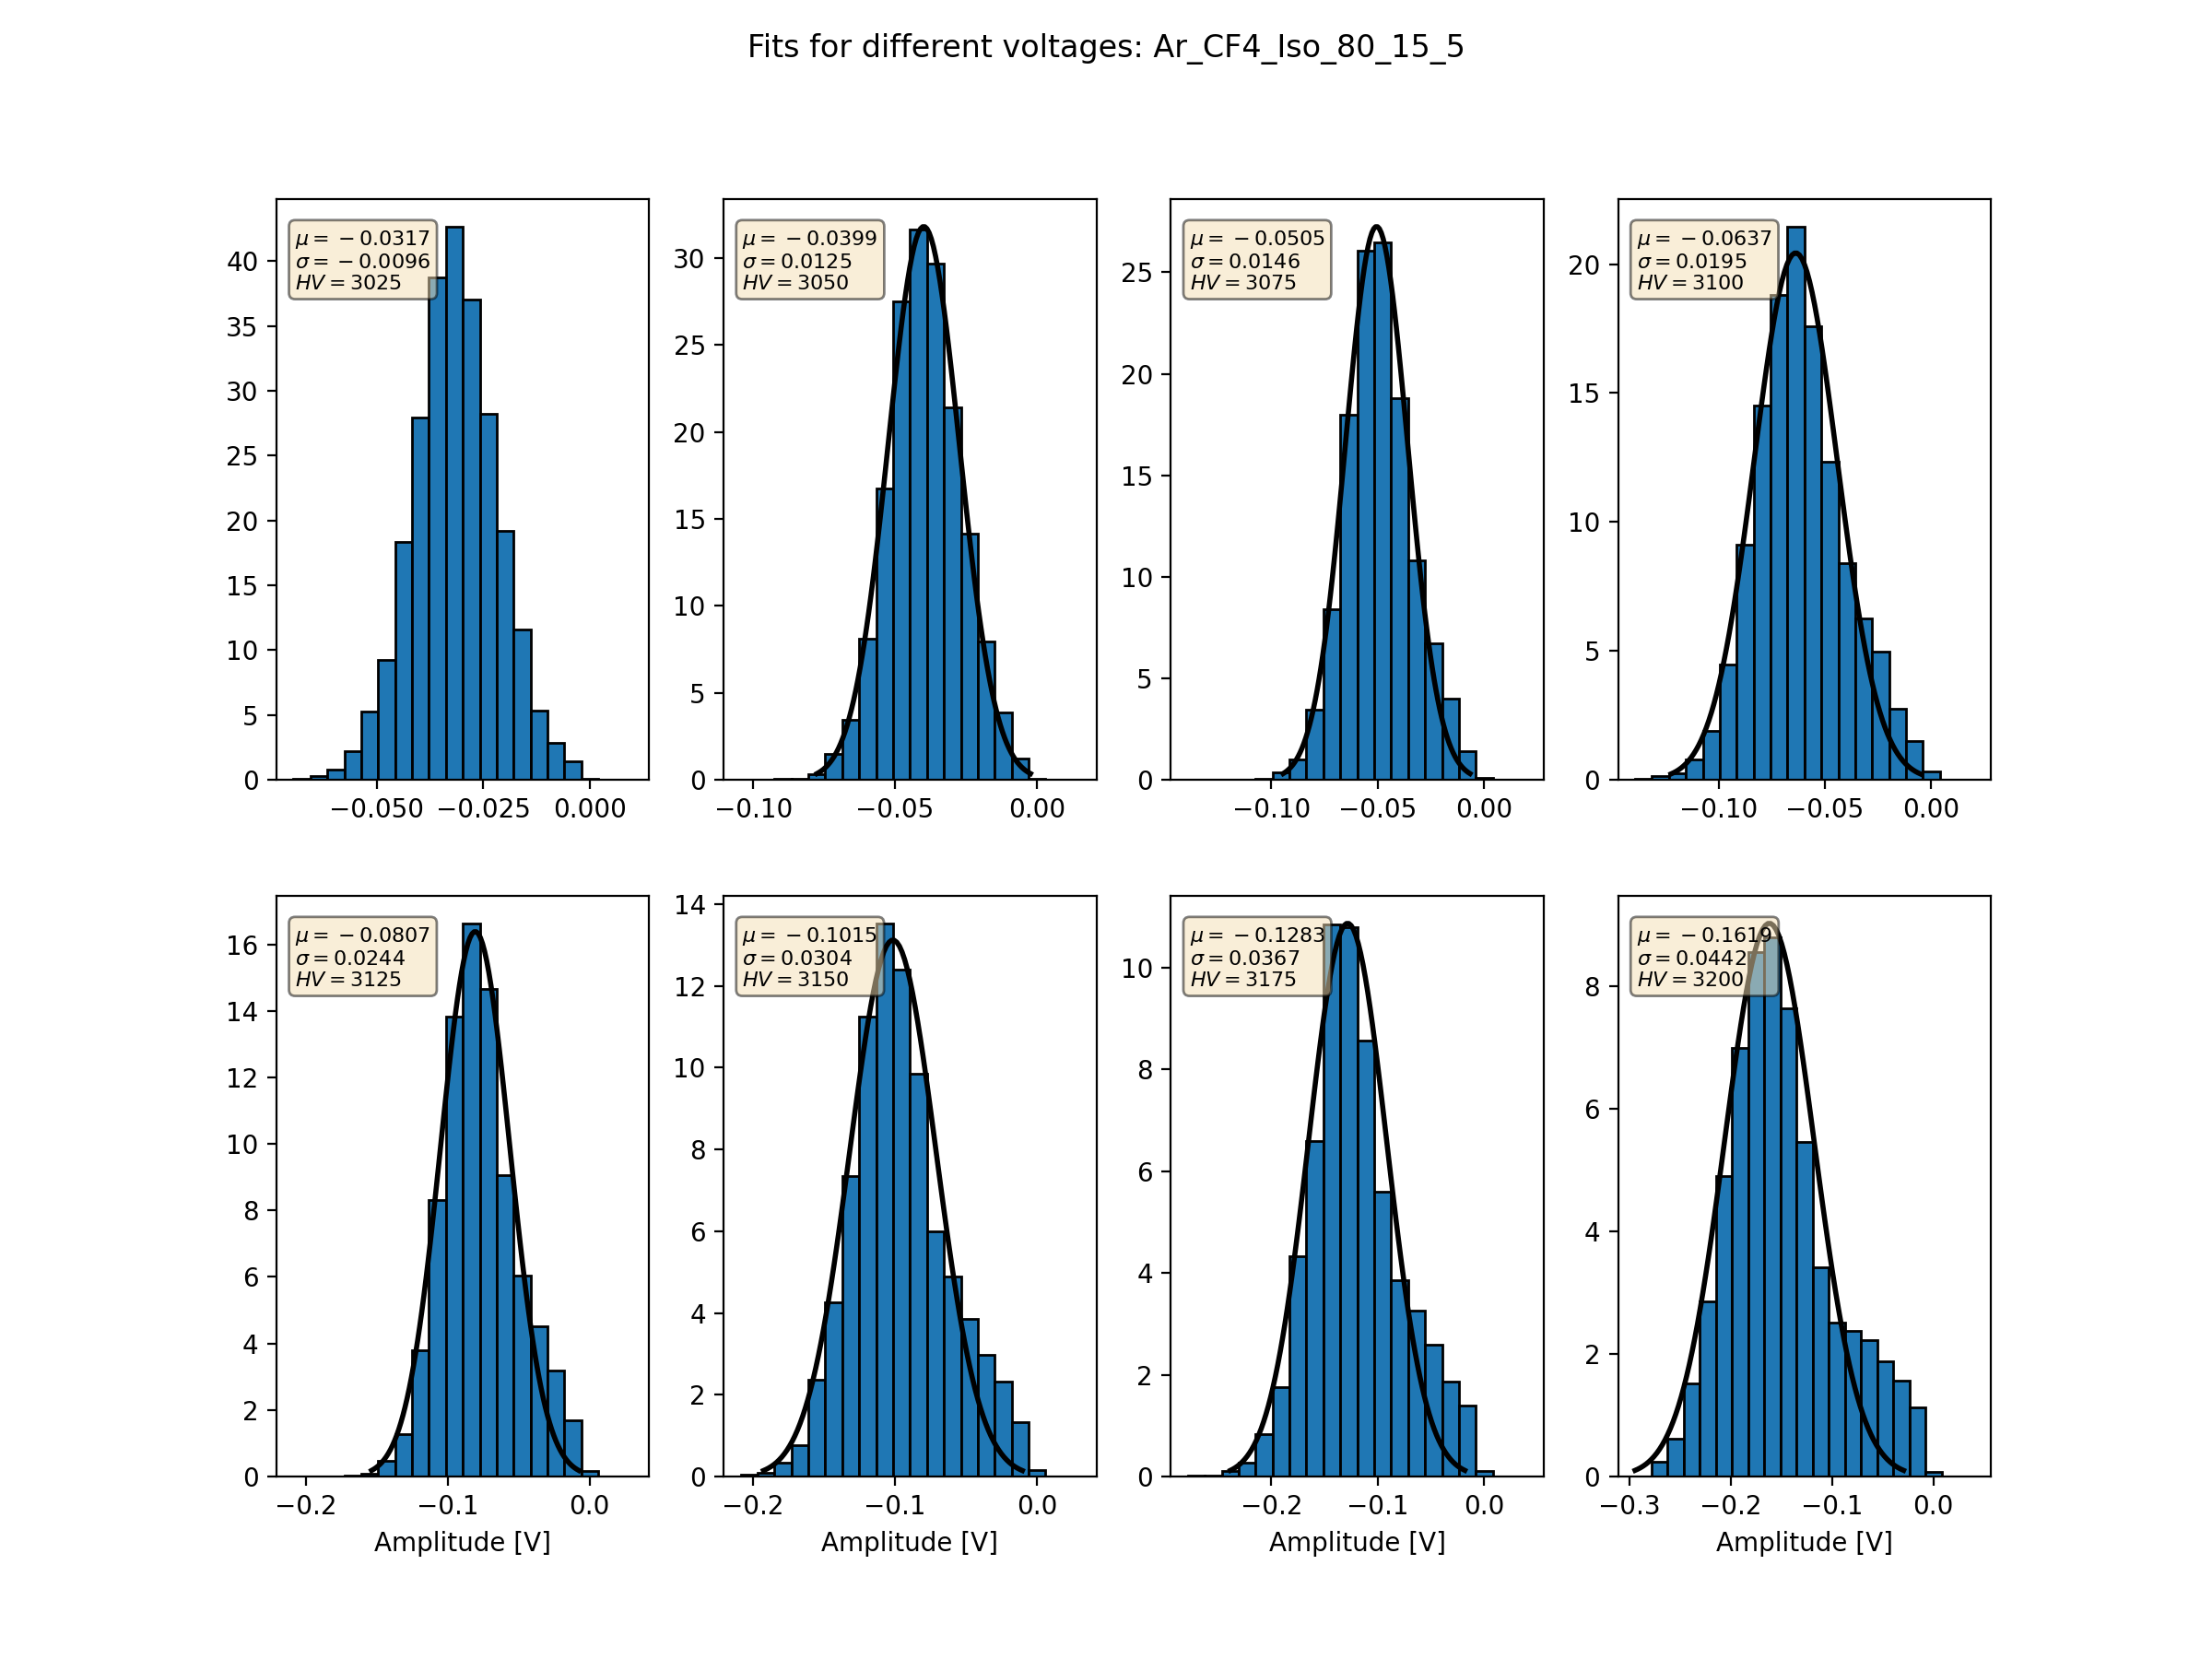 Fits for different voltages: Ar_CF4_Iso_80_15_5
μ = −0.0317
σ = −0.0096
HV = 3025
40
35
30
25
20
15
10
5
0
−0.050 −0.025 0.000
μ = −0.0399
σ = 0.0125
HV = 3050
30
25
20
15
10
5
0
−0.10 −0.05 0.00
μ = −0.0505
σ = 0.0146
HV = 3075
25
20
15
10
5
0
−0.10 −0.05 0.00
μ = −0.0637
σ = 0.0195
HV = 3100
20
15
10
5
0
−0.10 −0.05 0.00
μ = −0.0807
σ = 0.0244
HV = 3125
16
14
12
10
8
6
4
2
0
−0.2 −0.1 0.0
Amplitude [V]
μ = −0.1015
σ = 0.0304
HV = 3150
14
12
10
8
6
4
2
0
−0.2 −0.1 0.0
Amplitude [V]
μ = −0.1283
σ = 0.0367
HV = 3175
10
8
6
4
2
0
−0.2 −0.1 0.0
Amplitude [V]
μ = −0.1619
σ = 0.0442
HV = 3200
8
6
4
2
0
−0.3 −0.2 −0.1 0.0
Amplitude [V]